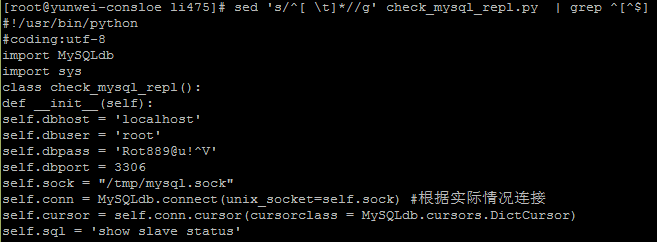 [root@yunwei-consloe li475]# sed 's/^[ \t]*//g' check_mysql_repl.py  | grep ^[^$]
#!/usr/bin/python
#coding:utf-8
import MySQLdb
import sys
class check_mysql_repl():
def __init__(self):
self.dbhost = 'localhost'
self.dbuser = 'root'
self.dbpass = 'Rot889@u!^V'
self.dbport = 3306
self.sock = "/tmp/mysql.sock"
self.conn = MySQLdb.connect(unix_socket=self.sock) #根据实际情况连接
self.cursor = self.conn.cursor(cursorclass = MySQLdb.cursors.DictCursor)
self.sql = 'show slave status'